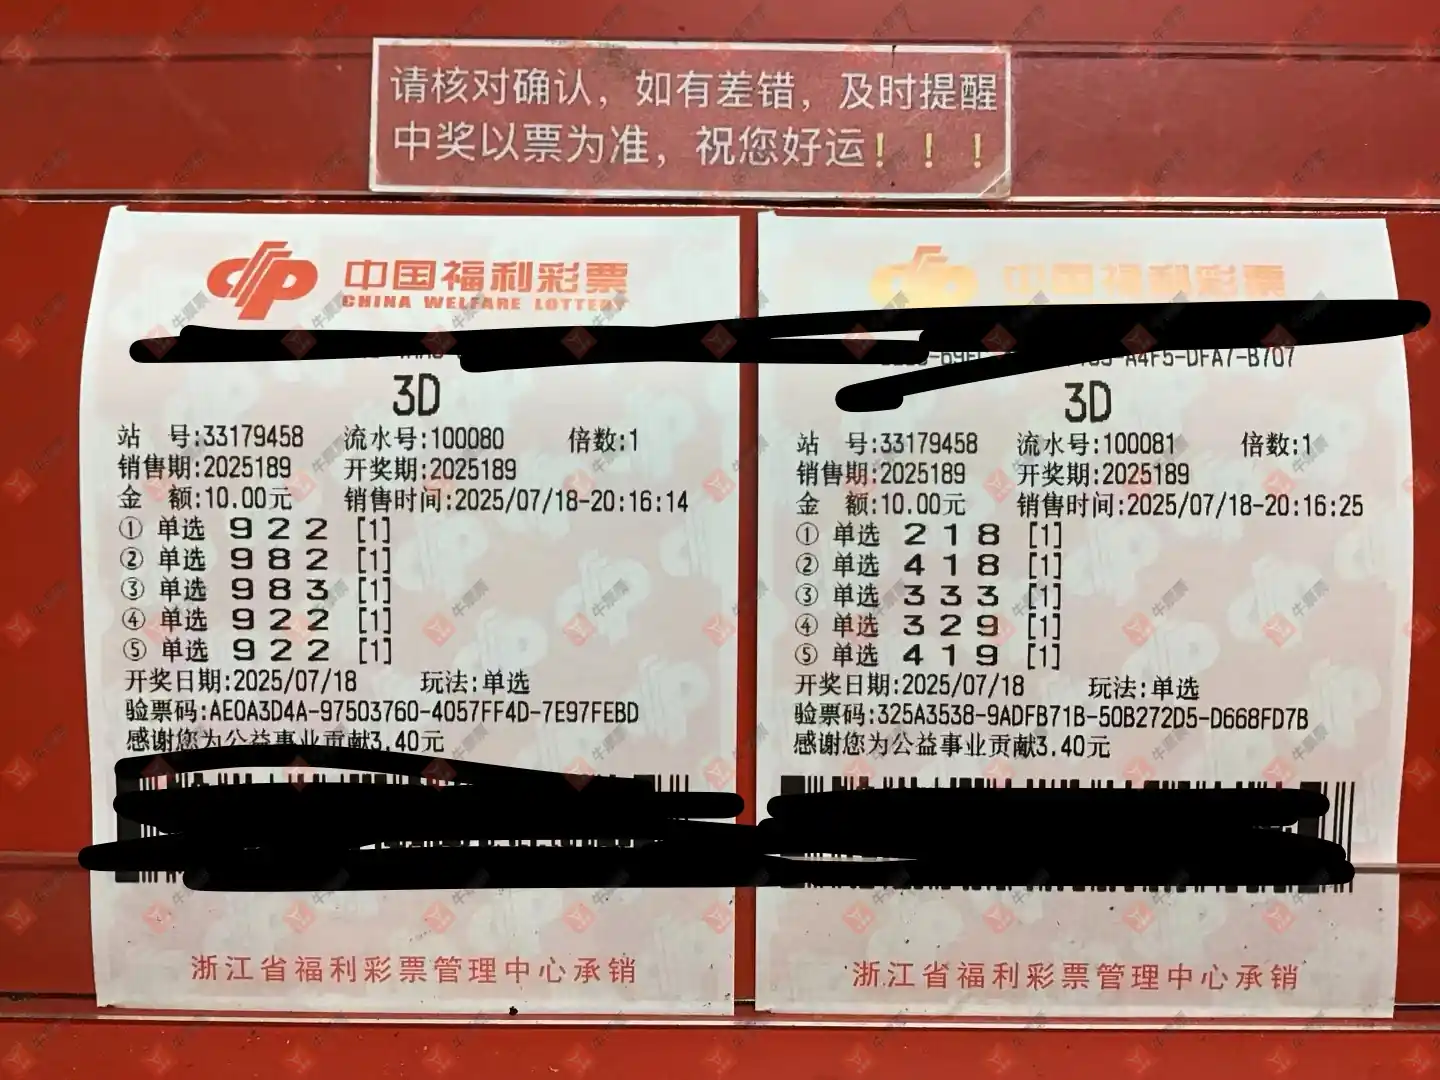 请核对确认，如有差错，及时提醒
中奖以票为准，祝您好运！！！
中国福利彩票
CHINA WELFARE LOTTERY
3D
站 号:33179458 流水号:100080 倍数:1
销售期:2025189 开奖期:2025189
金 额:10.00元 销售时间:2025/07/18-20:16:14
① 单选 9 2 2 [1]
② 单选 9 8 2 [1]
③ 单选 9 8 3 [1]
④ 单选 9 2 2 [1]
⑤ 单选 9 2 2 [1]
开奖日期:2025/07/18 玩法:单选
验票码:AE0A3D4A-97503760-4057FF4D-7E97FEBD
感谢您为公益事业贡献3.40元
浙江省福利彩票管理中心承销
中国福利彩票
A4F5-DFA7-B707
3D
站 号:33179458 流水号:100081 倍数:1
销售期:2025189 开奖期:2025189
金 额:10.00元 销售时间:2025/07/18-20:16:25
① 单选 2 1 8 [1]
② 单选 4 1 8 [1]
③ 单选 3 3 3 [1]
④ 单选 3 2 9 [1]
⑤ 单选 4 1 9 [1]
开奖日期:2025/07/18 玩法:单选
验票码:325A3538-9ADFB71B-50B272D5-D668FD7B
感谢您为公益事业贡献3.40元
浙江省福利彩票管理中心承销